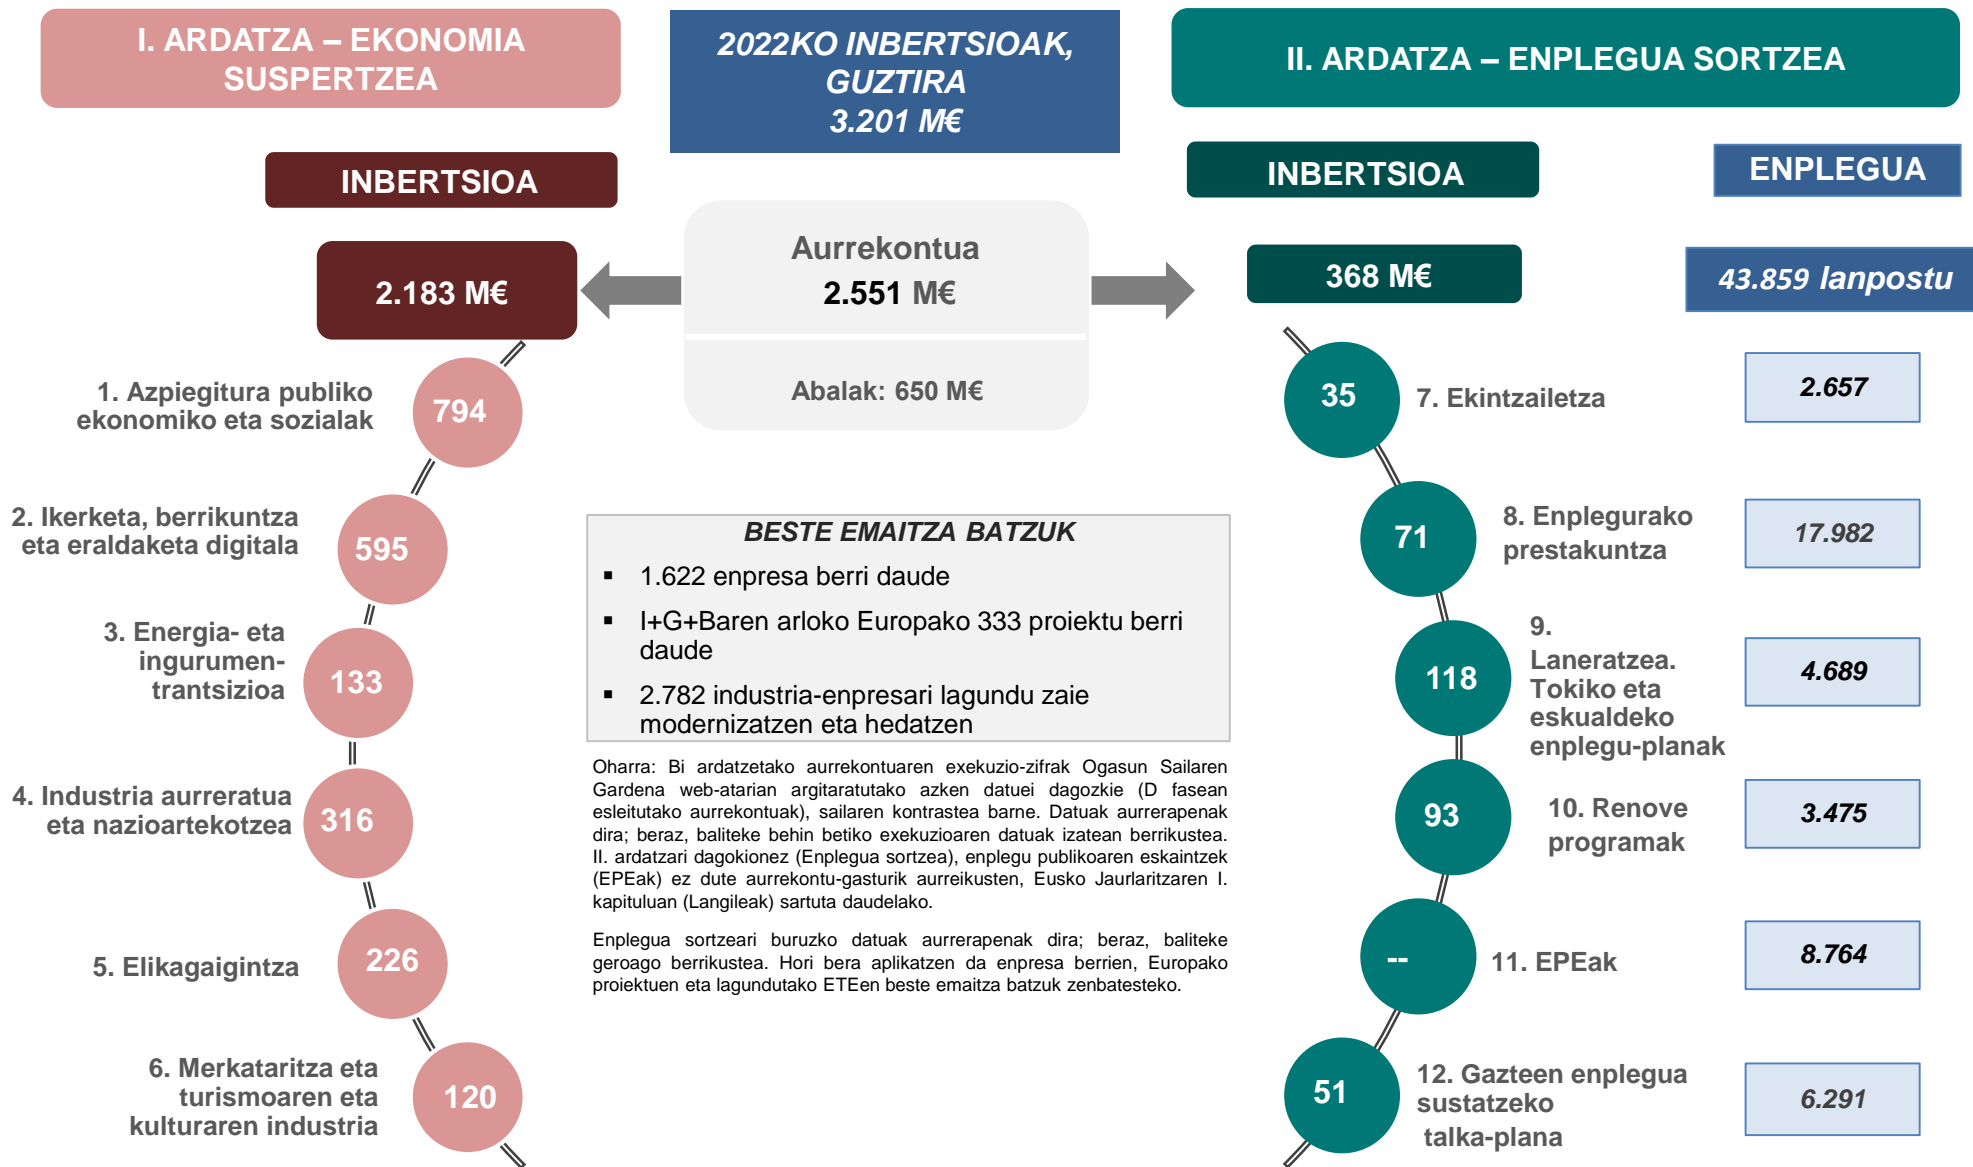 I. ARDATZA – EKONOMIA
SUSPERTZEA
2022KO INBERTSIOAK,
GUZTIRA
3.201 M€
II. ARDATZA – ENPLEGUA SORTZEA
INBERTSIOA
INBERTSIOA
ENPLEGUA
2.183 M€
Aurrekontua
2.551 M€
Abalak: 650 M€
368 M€
43.859 lanpostu
1. Azpiegitura publiko
ekonomiko eta sozialak
794
2. Ikerketa, berrikuntza
eta eraldaketa digitala
595
3. Energia- eta
ingurumen-
trantsizioa
133
4. Industria aurreratua
eta nazioartekotzea
316
5. Elikagaigintza
226
6. Merkataritza eta
turismoaren eta
kulturaren industria
120
BESTE EMAITZA BATZUK
▪ 1.622 enpresa berri daude
▪ I+G+Baren arloko Europako 333 proiektu berri
daude
▪ 2.782 industria-enpresari lagundu zaie
modernizatzen eta hedatzen
Oharra: Bi ardatzetako aurrekontuaren exekuzio-zifrak Ogasun Sailaren
Gardena web-atarian argitaratutako azken datuei dagozkie (D fasean
esleitutako aurrekontuak), sailaren kontrastea barne. Datuak aurrerapenak
dira; beraz, baliteke behin betiko exekuzioaren datuak izatean berrikustea.
II. ardatzari dagokionez (Enplegua sortzea), enplegu publikoaren eskaintzek
(EPEak) ez dute aurrekontu-gasturik aurreikusten, Eusko Jaurlaritzaren I.
kapituluan (Langileak) sartuta daudelako.
Enplegua sortzeari buruzko datuak aurrerapenak dira; beraz, baliteke
geroago berrikustea. Hori bera aplikatzen da enpresa berrien, Europako
proiektuen eta lagundutako ETEen beste emaitza batzuk zenbatesteko.
35
7. Ekintzailetza
2.657
71
8. Enplegurako
prestakuntza
17.982
118
9.
Laneratzea.
Tokiko eta
eskualdeko
enplegu-planak
4.689
93
10. Renove
programak
3.475
--
11. EPEak
8.764
51
12. Gazteen enplegua
sustatzeko
talka-plana
6.291